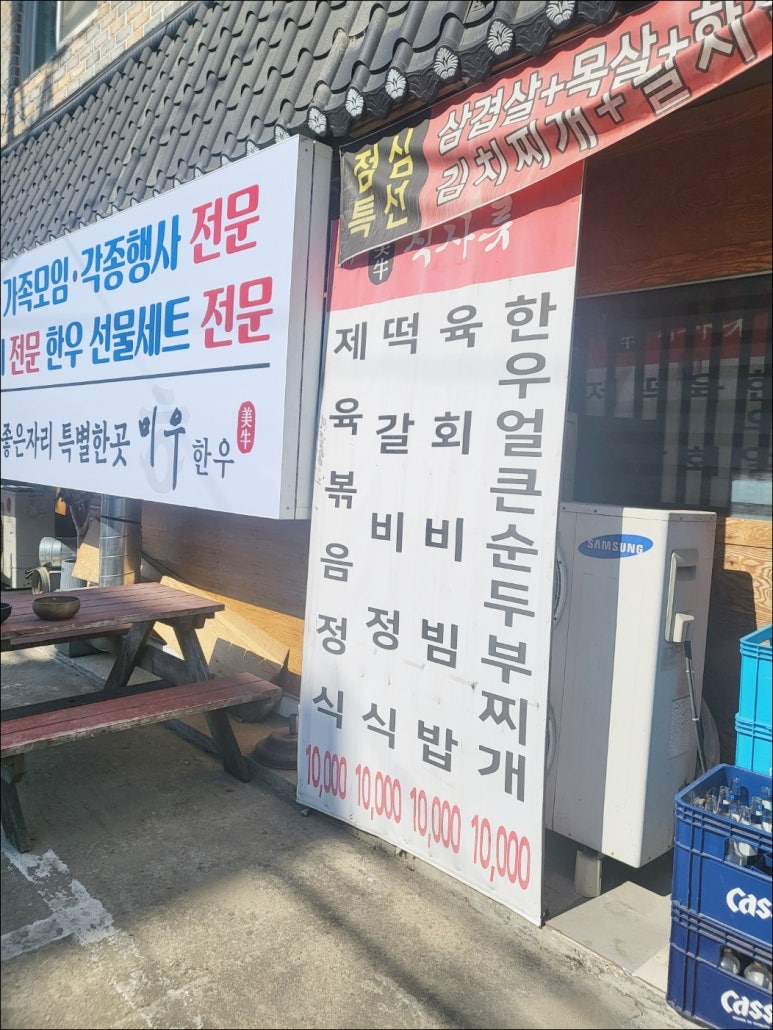 가족모임·각종행사 전문
전문 한우 선물세트 전문
좋은자리 특별한곳 미우 한우
美牛
점심
특선
삼겹살+목살+
김치찌개+
식자룟
한우얼큰순두부찌개 10,000
육회비빔밥 10,000
떡갈비정식 10,000
제육볶음정식 10,000
SAMSUNG
Cass
Cass